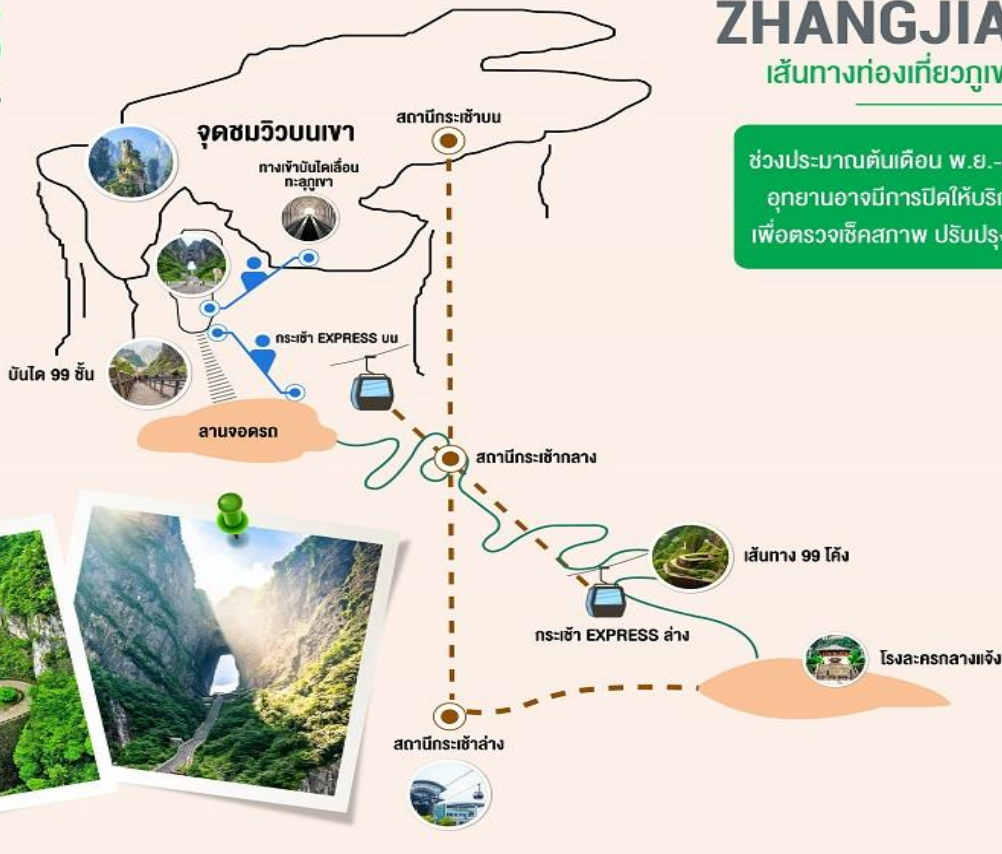 ZHANGJIA
เส้นทางท่องเที่ยวภูเข
ช่วงประมาณต้นเดือน พ.ย.-
อุทยานอาจมีการปิดให้บริก
เพื่อตรวจเช็คสภาพ ปรับปรุง
สถานีกระเช้าบน
จุดชมวิวบนเขา
ทางเข้าบันไดเลื่อน
ทะลุภูเขา
กระเช้า EXPRESS บน
บันได 99 ชั้น
ลานจอดรถ
สถานีกระเช้ากลาง
เส้นทาง 99 โค้ง
กระเช้า EXPRESS ล่าง
โรงละครกลางแจ้ง
สถานีกระเช้าล่าง